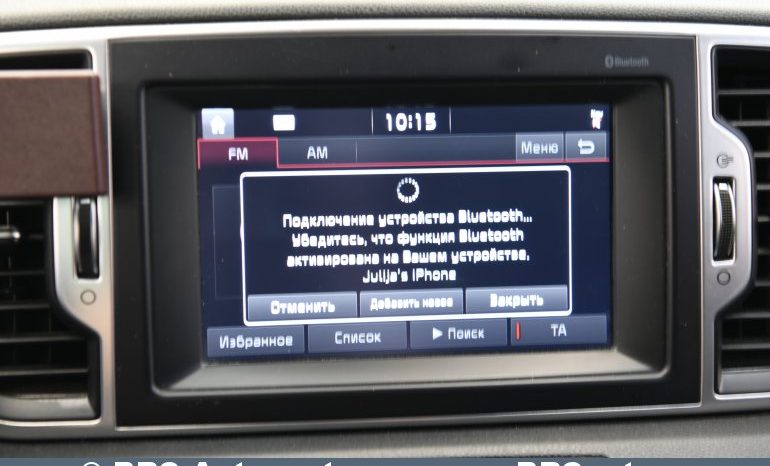 Bluetooth
10:15
FM AM Меню
Подключение устройства Bluetooth...
Убедитесь, что функция Bluetooth
активирована на Вашем устройстве.
Julija's iPhone
Отменить Добавить новое Закрыть
Избранное Список ▶ Поиск TA